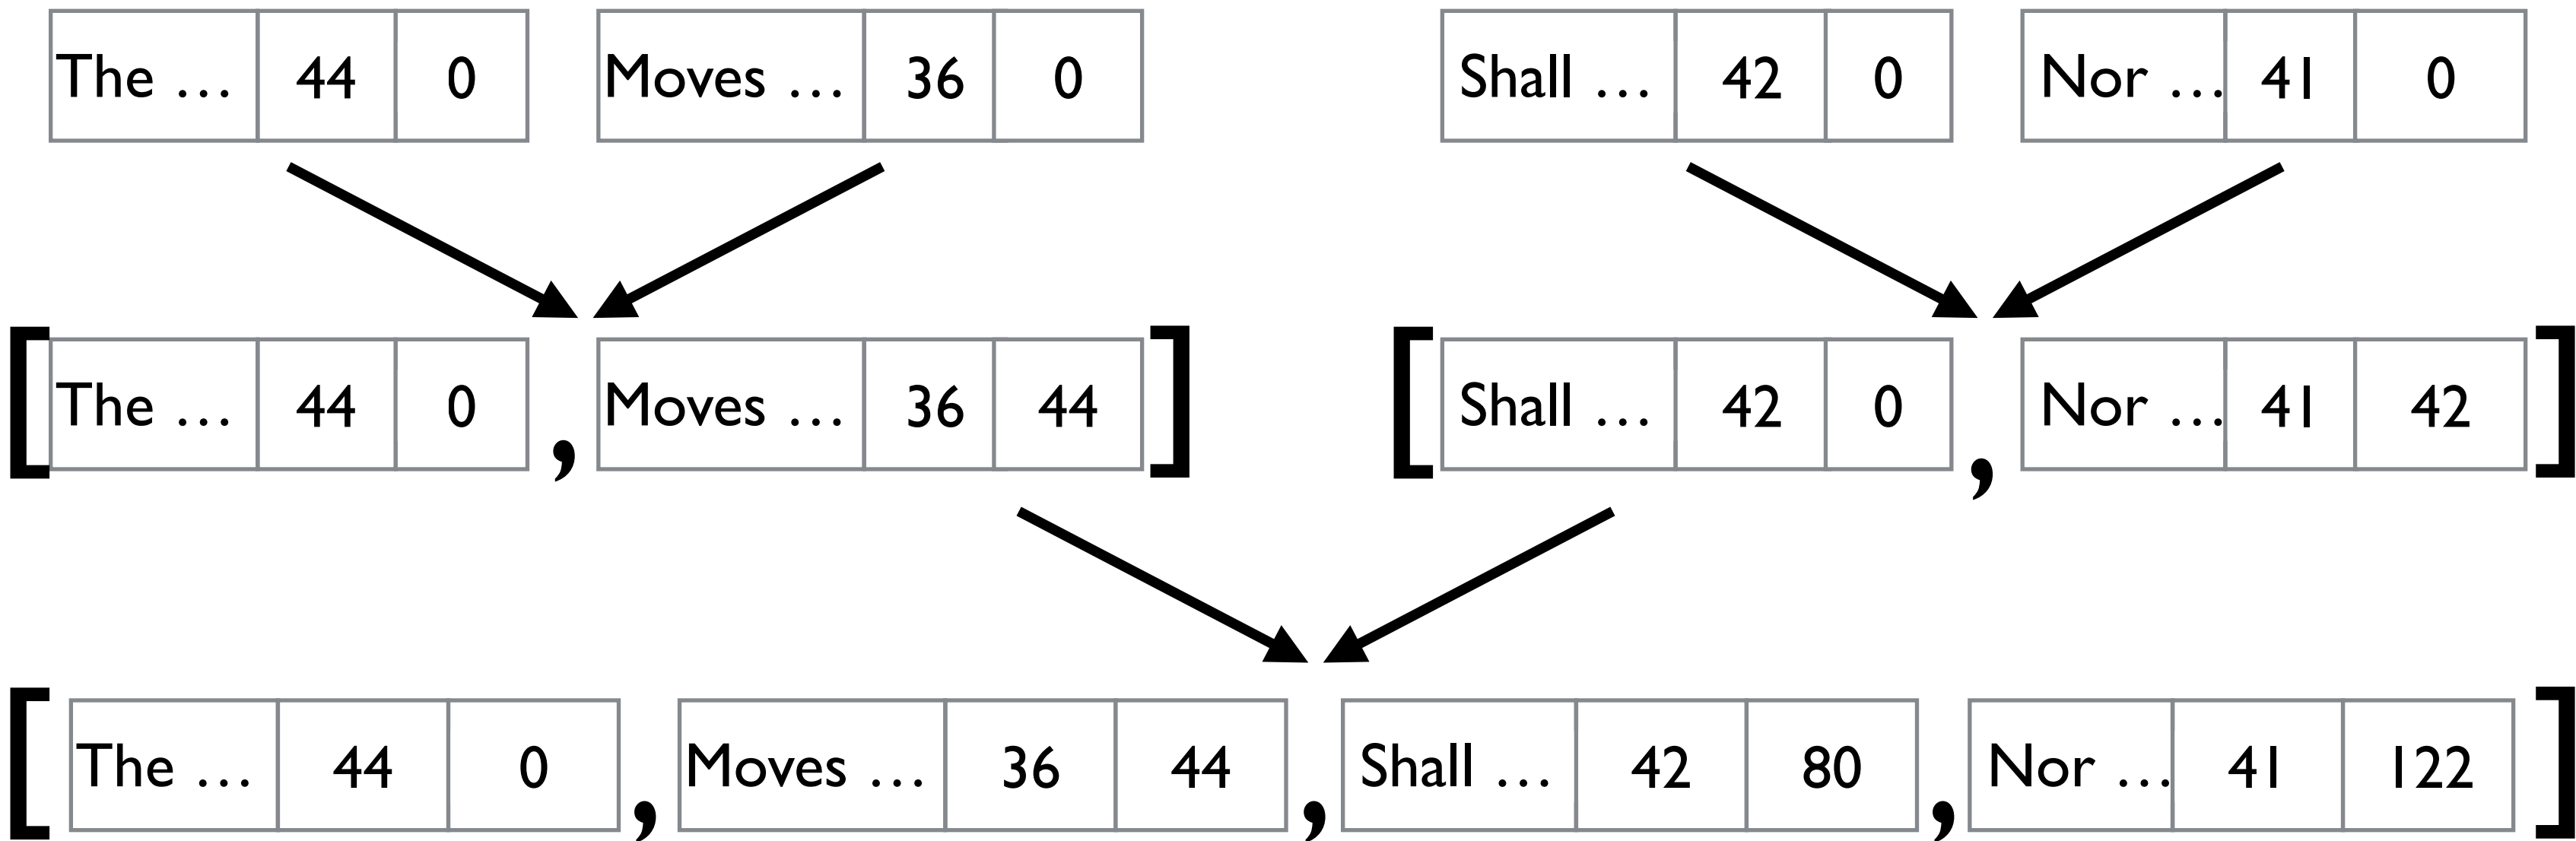 The … 44 0 Moves … 36 0 Shall … 42 0 Nor … 41 0
[ The … 44 0 , Moves … 36 44 ] [ Shall … 42 0 , Nor … 41 42 ]
[ The … 44 0 , Moves … 36 44 , Shall … 42 80 , Nor … 41 122 ]